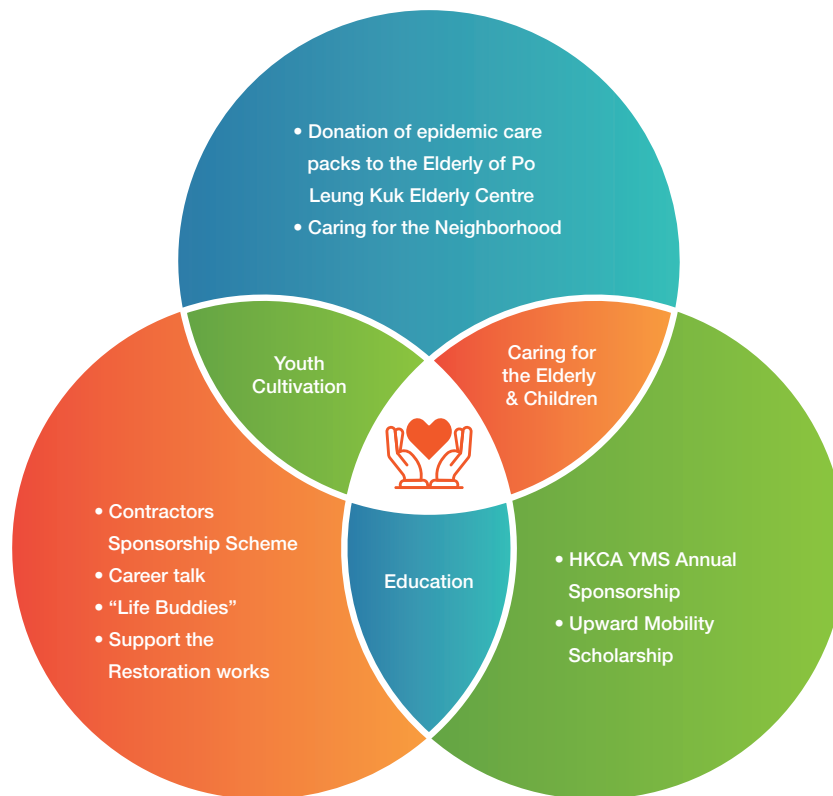 • Donation of epidemic care
packs to the Elderly of Po
Leung Kuk Elderly Centre
• Caring for the Neighborhood
Youth
Cultivation
Caring for
the Elderly
& Children
• Contractors
Sponsorship Scheme
• Career talk
• “Life Buddies”
• Support the
Restoration works
Education
• HKCA YMS Annual
Sponsorship
• Upward Mobility
Scholarship